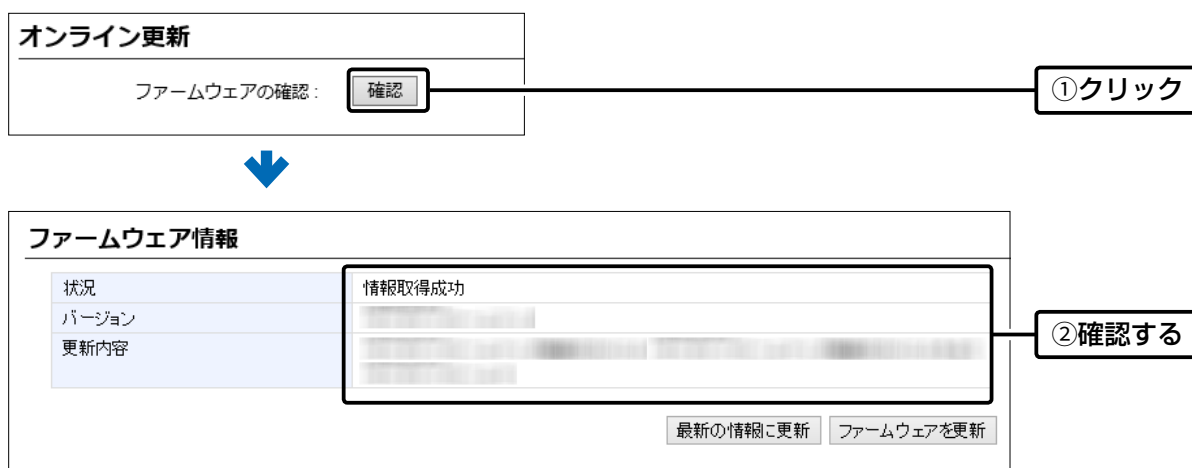 オンライン更新
ファームウェアの確認 : 確認
①クリック
ファームウェア情報
状況 情報取得成功
バージョン
更新内容
②確認する
最新の情報に更新 ファームウェアを更新